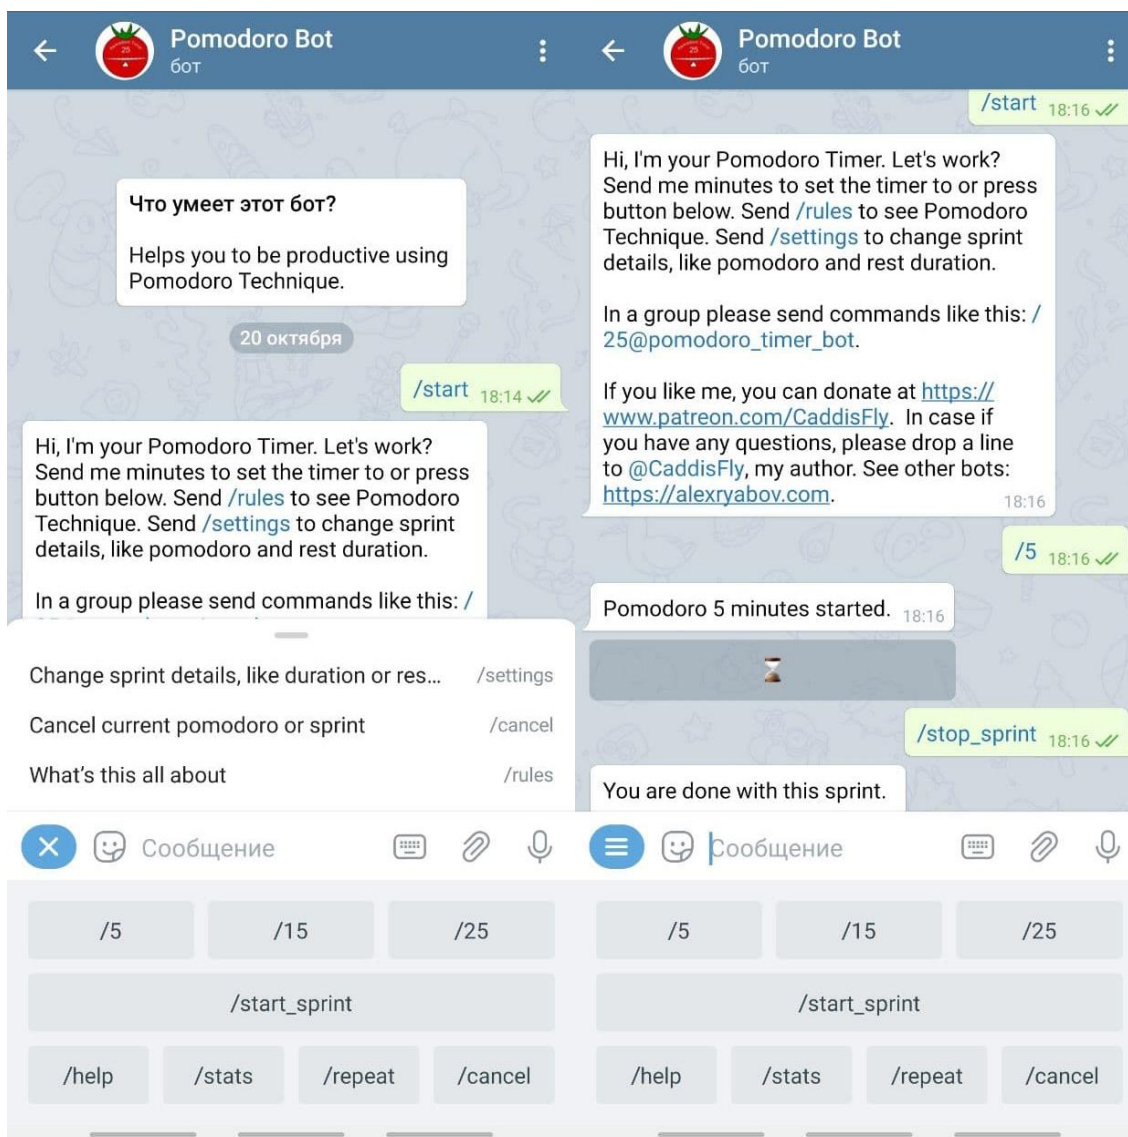 Pomodoro Bot
бот
Что умеет этот бот?
Helps you to be productive using
Pomodoro Technique.
20 октября
/start 18:14
Hi, I'm your Pomodoro Timer. Let's work?
Send me minutes to set the timer to or press
button below. Send /rules to see Pomodoro
Technique. Send /settings to change sprint
details, like pomodoro and rest duration.
In a group please send commands like this: /
Change sprint details, like duration or res... /settings
Cancel current pomodoro or sprint /cancel
What's this all about /rules
Сообщение
/5 /15 /25
/start_sprint
/help /stats /repeat /cancel
Pomodoro Bot
бот
/start 18:16
Hi, I'm your Pomodoro Timer. Let's work?
Send me minutes to set the timer to or press
button below. Send /rules to see Pomodoro
Technique. Send /settings to change sprint
details, like pomodoro and rest duration.
In a group please send commands like this: /
25@pomodoro_timer_bot.
If you like me, you can donate at https://
www.patreon.com/CaddisFly. In case if
you have any questions, please drop a line
to @CaddisFly, my author. See other bots:
https://alexryabov.com. 18:16
/5 18:16
Pomodoro 5 minutes started. 18:16
/stop_sprint 18:16
You are done with this sprint.
Сообщение
/5 /15 /25
/start_sprint
/help /stats /repeat /cancel